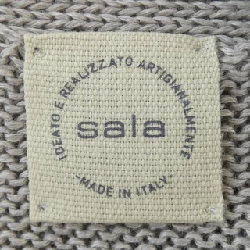 IDEATO E REALIZZATO ARTIGIANALMENTE
sala
-MADE IN ITALY-